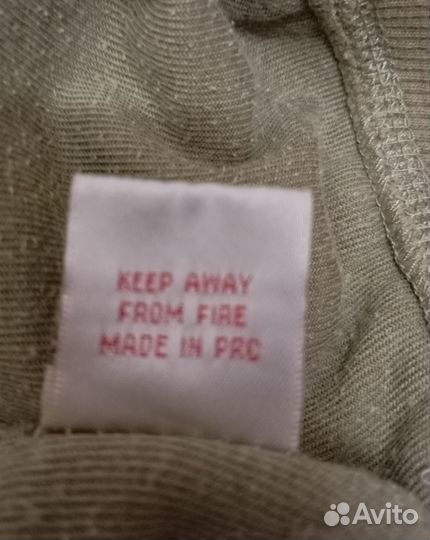 KEEP AWAY
FROM FIRE
MADE IN PRC
Avito